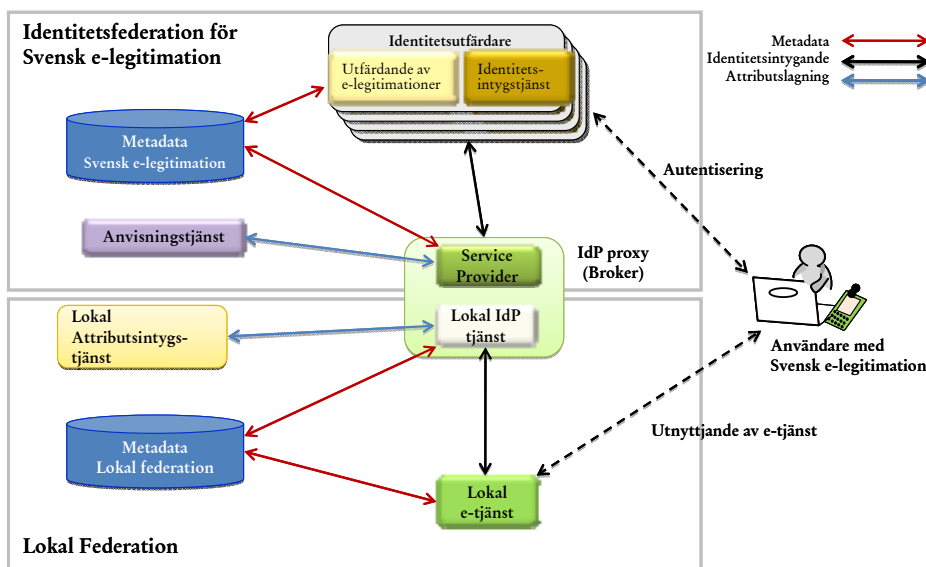 Identitetsfederation för
Svensk e-legitimation
Identitetsutfärdare
Utfärdande av
e-legitimationer
Identitets-
intygstjänst
Metadata
Identitetsintygande
Attributslagning
Metadata
Svensk e-legitimation
Autentisering
Anvisningstjänst
Service
Provider
IdP proxy
(Broker)
Lokal
Attributsintygs-
tjänst
Lokal IdP
tjänst
Användare med
Svensk e-legitimation
Metadata
Lokal federation
Utnyttjande av e-tjänst
Lokal
e-tjänst
Lokal Federation